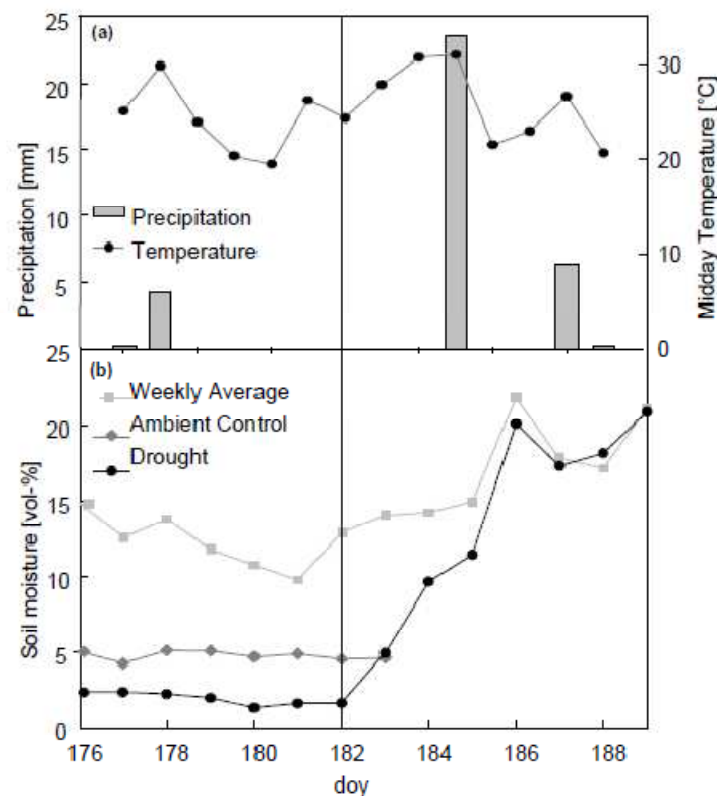 (a)
25
20
15
10
5
Precipitation [mm]
30
20
10
0
Midday Temperature [°C]
Precipitation
Temperature
(b)
25
20
15
10
5
0
Soil moisture [vol-%]
Weekly Average
Ambient Control
Drought
176 178 180 182 184 186 188
doy